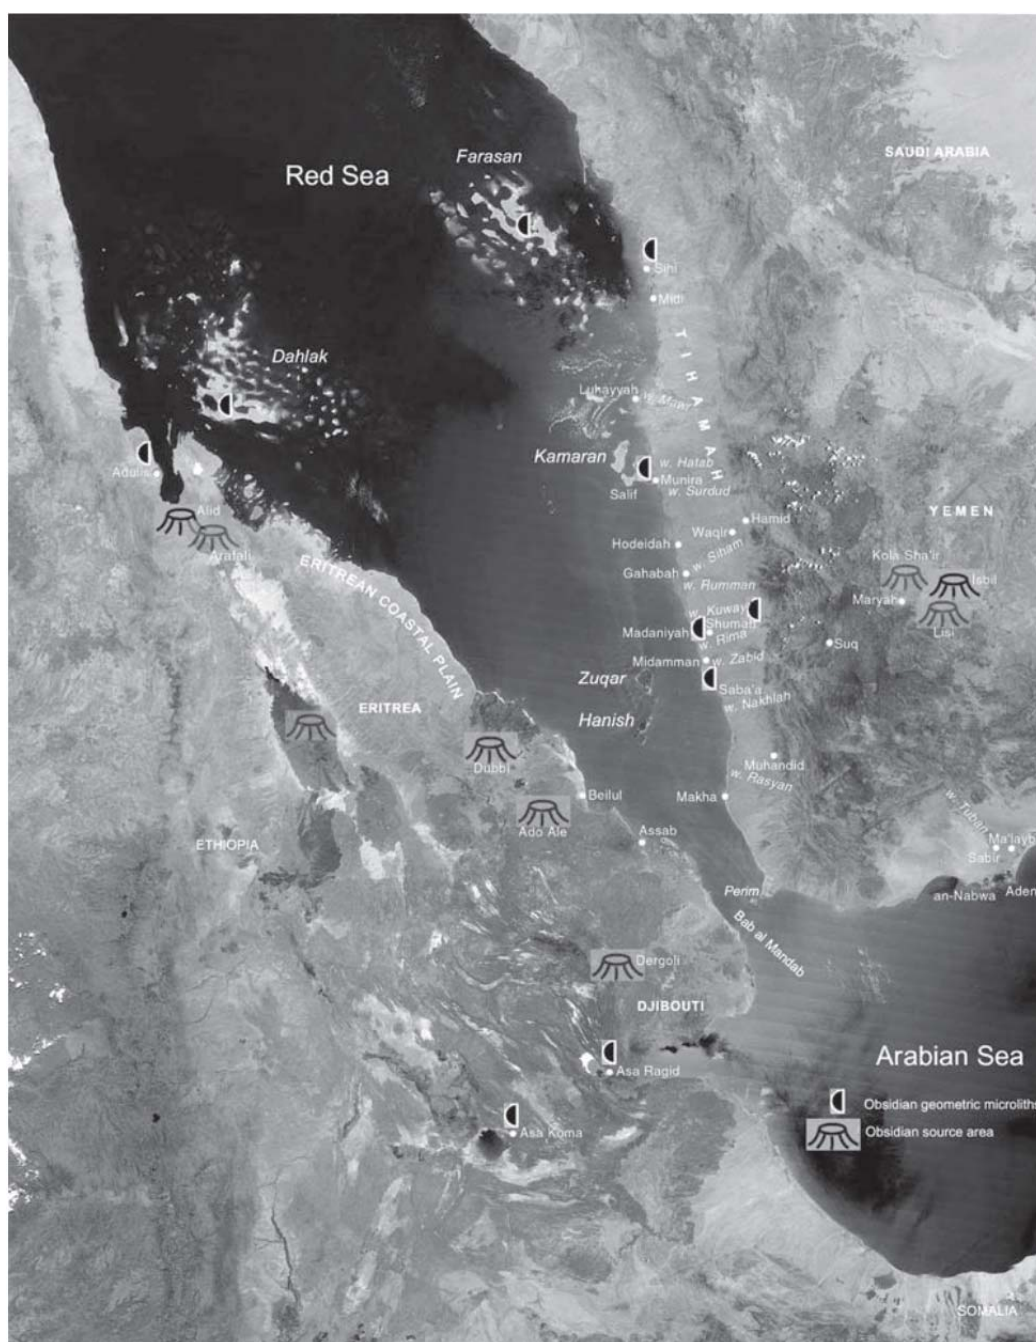 Farasan
Red Sea
SAUDI ARABIA
Sihi
Midi
TIHAMAH
Dahlak
Luhayyah
w. Mawr
Kamaran
w. Hatab
Adulis
Munira
Salif
w. Surdud
YEMEN
Alid
Hamid
Waqir
Arafali
Hodeidah
w. Siham
Kola Sha'ir
ERITREAN COASTAL PLAIN
Gahabah
w. Rumman
Isbil
Maryah
w. Kuway
Shumah
Lisi
Madaniyah
w. Rima
Suq
Midamman
w. Zabid
Zuqar
Saba'a
w. Nakhlah
ERITREA
Hanish
Dubbi
Muhandid
w. Rasyan
Beilul
Makha
w. Tuban
Ado Ale
Assab
Ma'layba
ETHIOPIA
Sabir
Perim
an-Nabwa
Aden
Bab al Mandab
Dergoli
DJIBOUTI
Arabian Sea
Asa Ragid
Obsidian geometric microliths
Asa Koma
Obsidian source area
SOMALIA